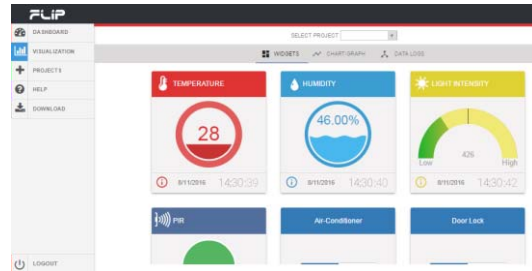 FLiP
DASHBOARD
VISUALIZATION
PROJECTS
HELP
DOWNLOAD
LOGOUT
SELECT PROJECT
WIDGETS CHART-GRAPH DATA LOGS
TEMPERATURE
28
8/11/2016 14:30:39
HUMIDITY
46.00%
8/11/2016 14:30:40
LIGHT INTENSITY
Low 426 High
8/11/2016 14:30:42
PIR
Air-Conditioner
Door Lock